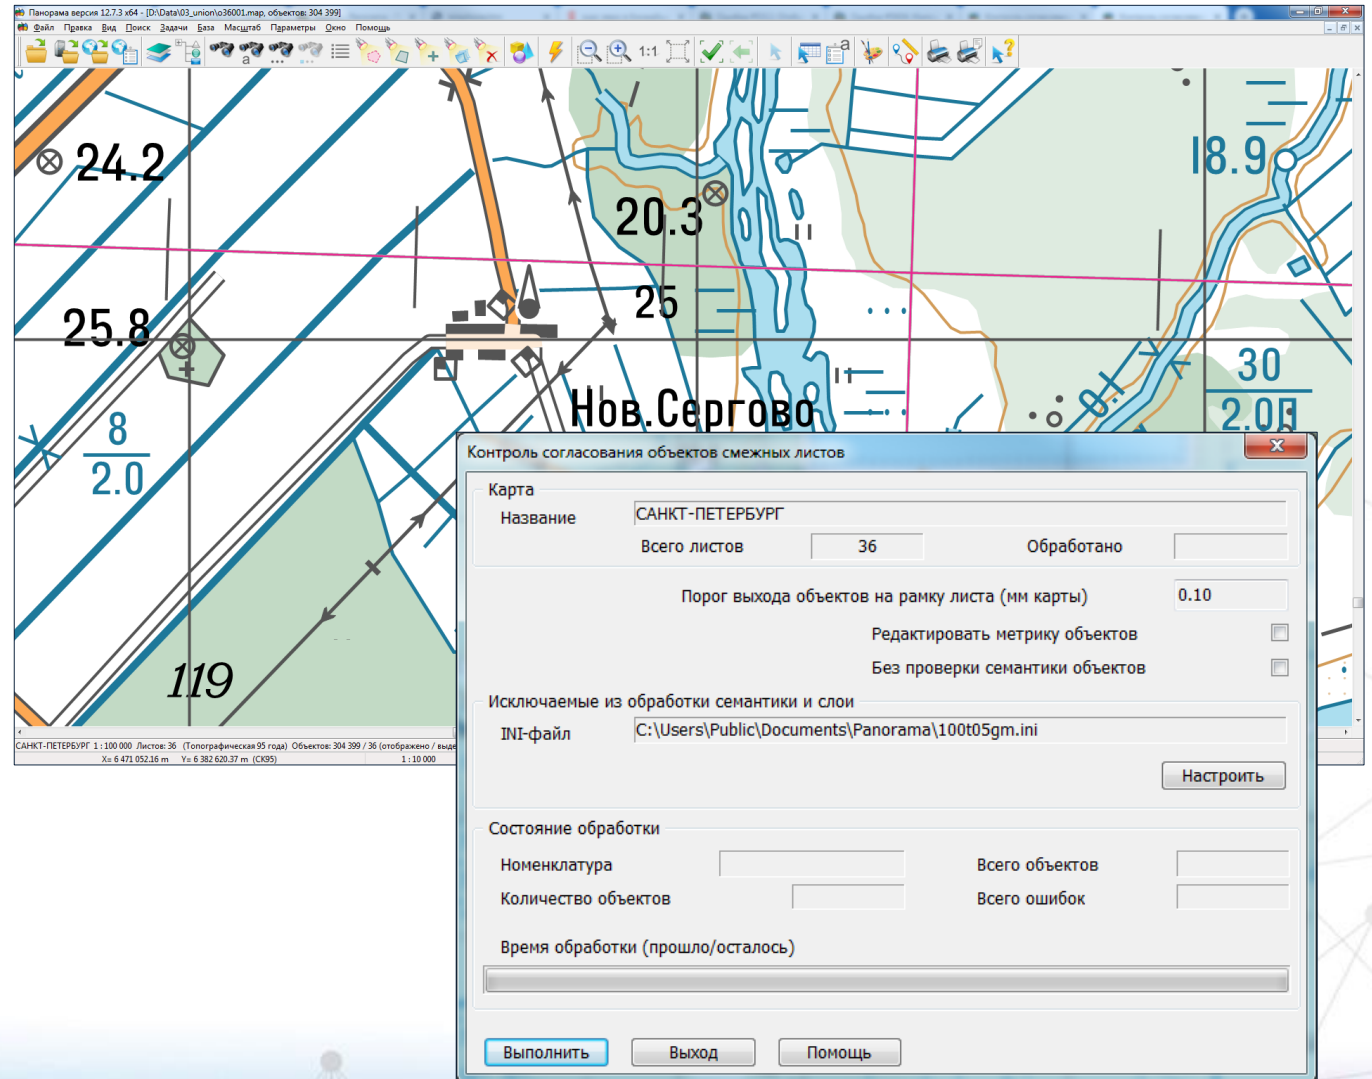 Панорама версия 12.7.3 x64 - [D:\Data\03_union\o36001.map, объектов: 304 399]
Файл Правка Вид Поиск Задачи База Масштаб Параметры Окно Помощь
a 1:1 a ?
24.2
18.9
20.3
25
25.8
30
2.0П
0.1
Нов.Сергово
8
2.0
119
САНКТ-ПЕТЕРБУРГ 1 : 100 000 Листов: 36 (Топографическая 95 года) Объектов: 304 399 / 36 (отображено / выде
X= 6 471 052.16 m Y= 6 382 620.37 m (СК95) 1 : 10 000
Контроль согласования объектов смежных листов
Карта
Название САНКТ-ПЕТЕРБУРГ
Всего листов 36 Обработано
Порог выхода объектов на рамку листа (мм карты) 0.10
Редактировать метрику объектов
Без проверки семантики объектов
Исключаемые из обработки семантики и слои
INI-файл C:\Users\Public\Documents\Panorama\100t05gm.ini
Настроить
Состояние обработки
Номенклатура Всего объектов
Количество объектов Всего ошибок
Время обработки (прошло/осталось)
Выполнить Выход Помощь